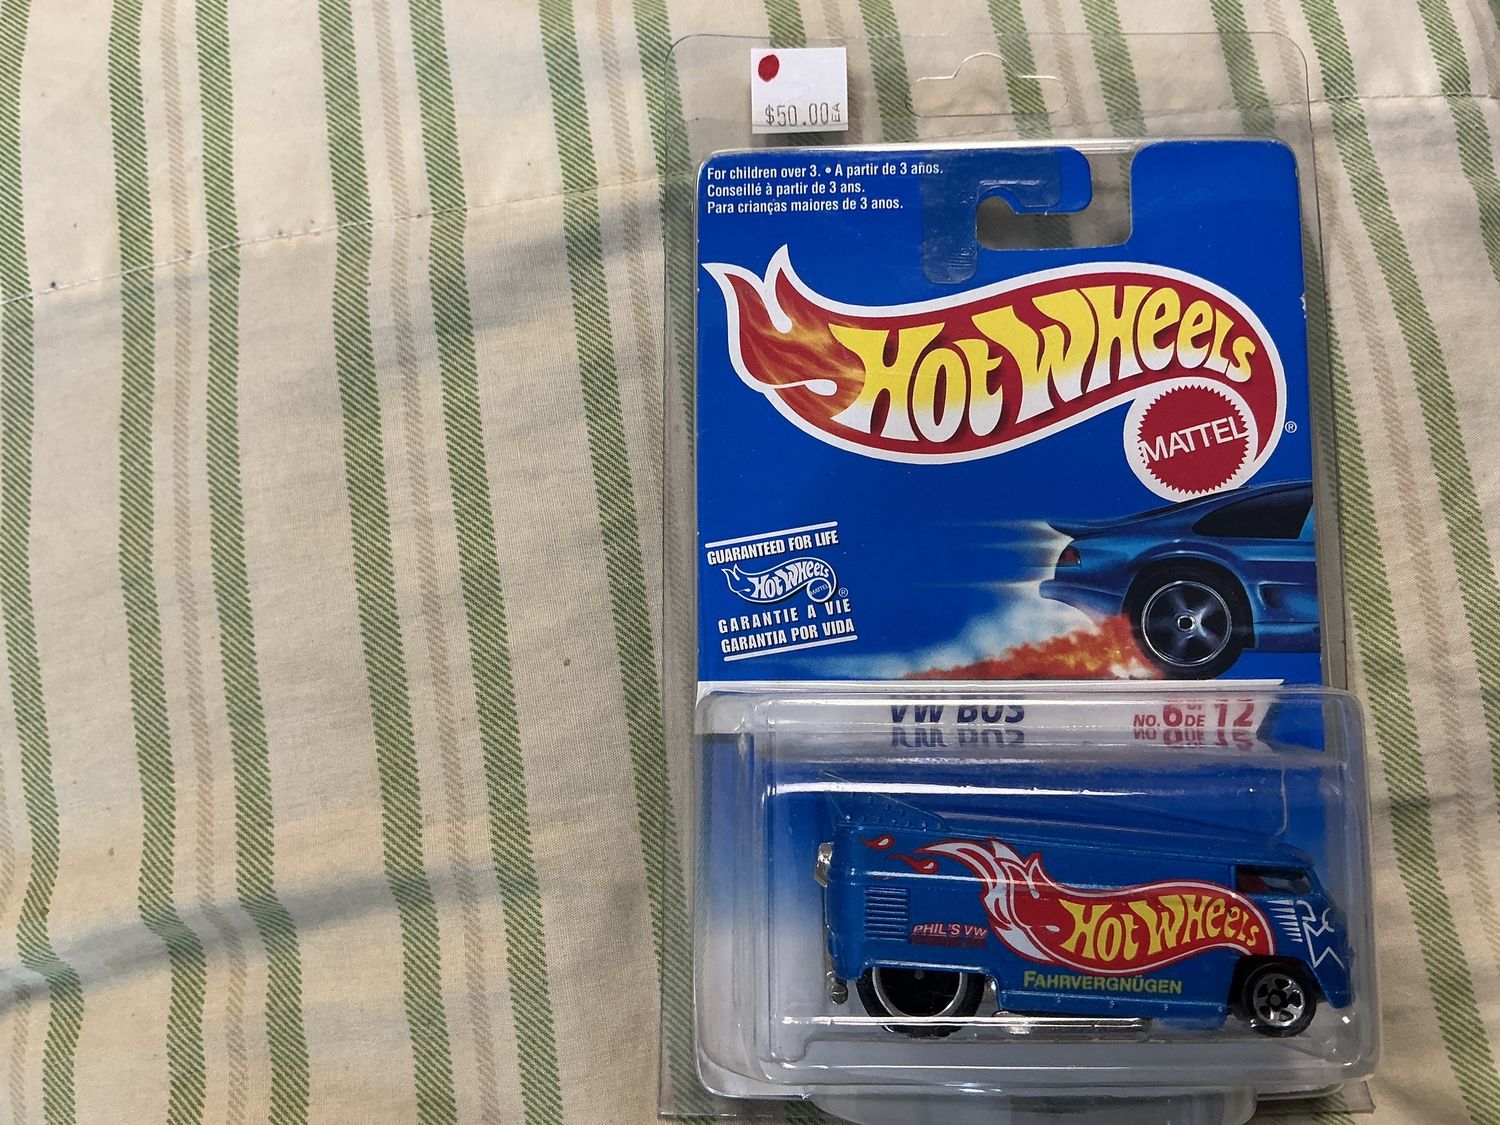 $50.00EA
For children over 3. • A partir de 3 años.
Conseillé à partir de 3 ans.
Para crianças maiores de 3 anos.
HOT WHEELS
MATTEL
®
GUARANTEED FOR LIFE
HOT WHEELS
MATTEL ®
GARANTIE A VIE
GARANTIA POR VIDA
VW BUS
NO. 6 DE 12
HOT WHEELS
PHIL'S VW
FAHRVERGNÜGEN